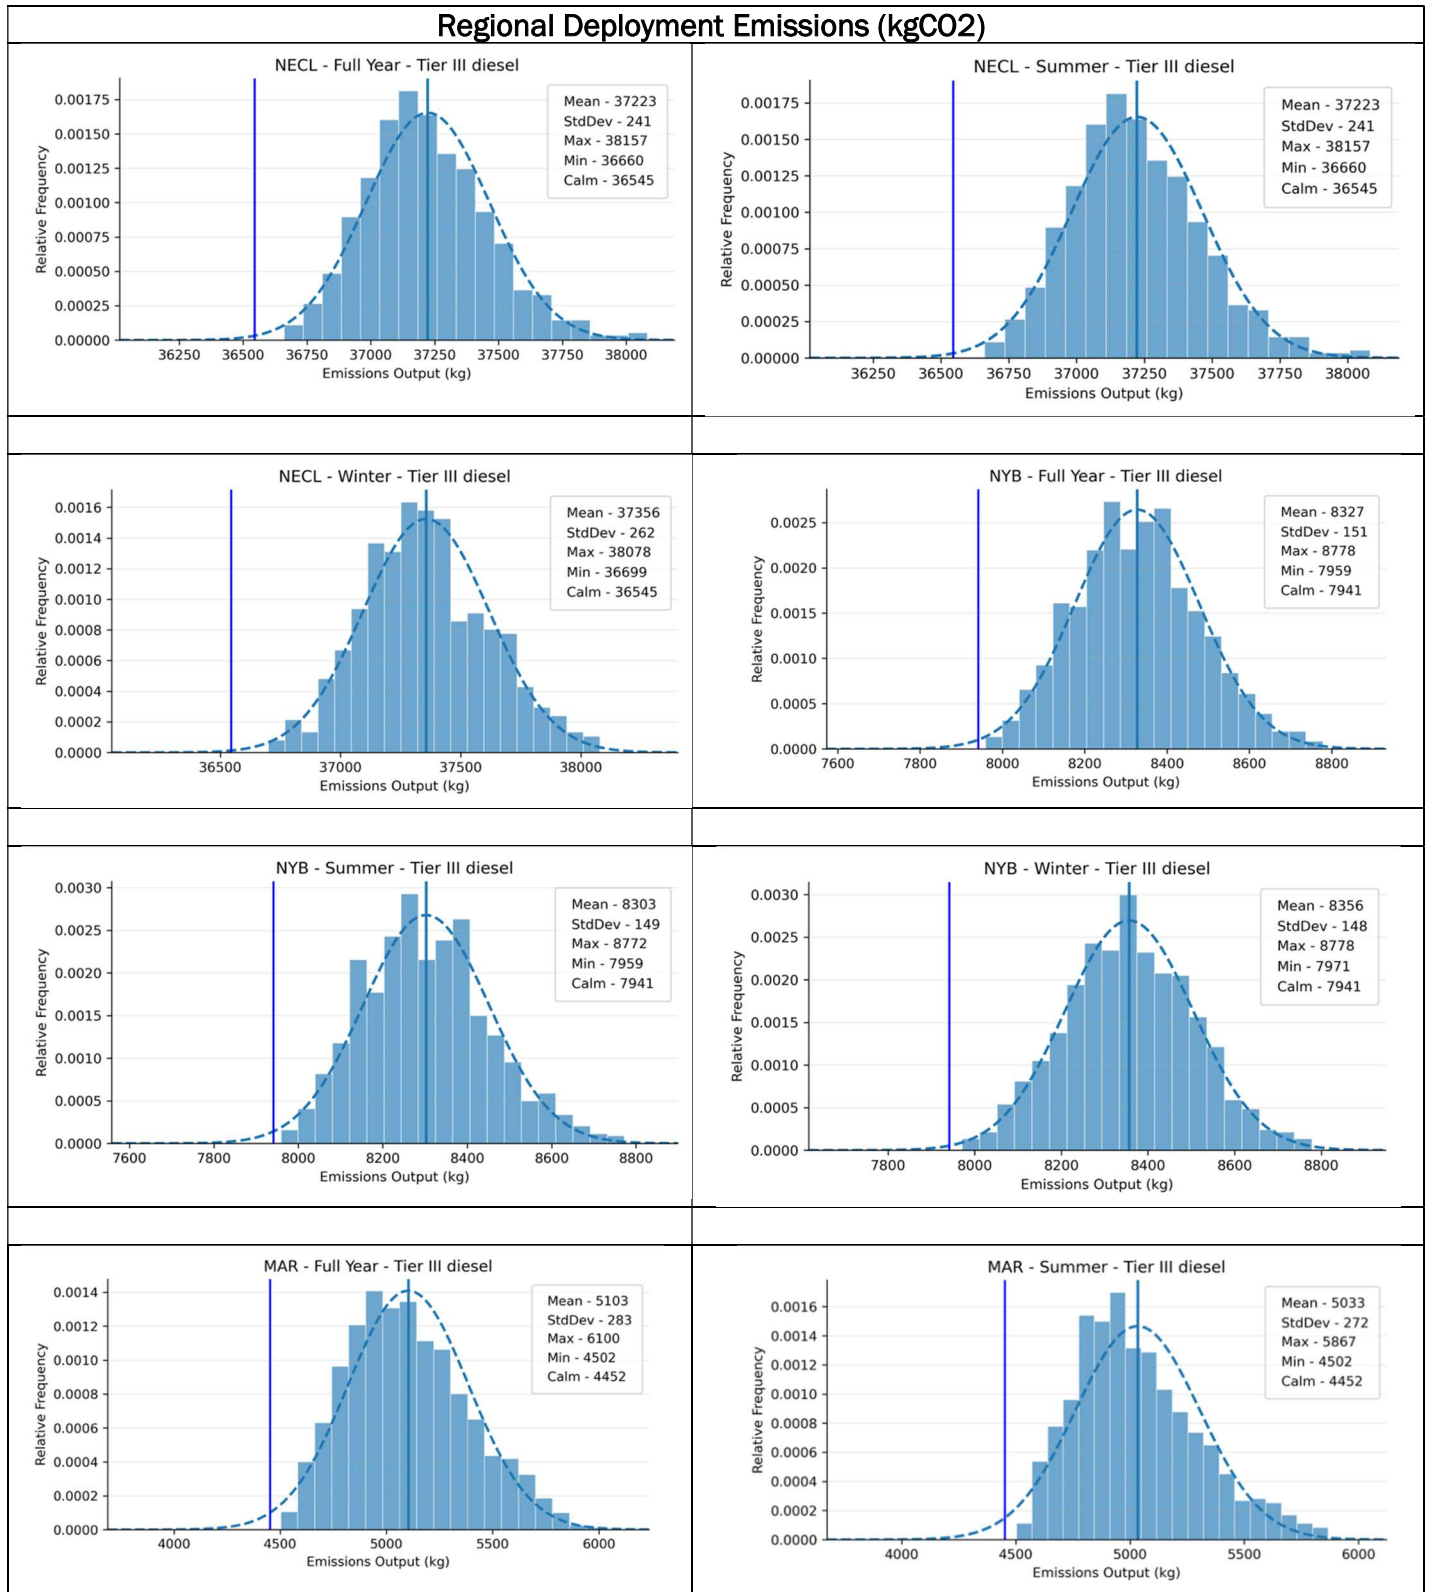 Regional Deployment Emissions (kgCO2)
NECL - Full Year - Tier III diesel
Relative Frequency
0.00175
0.00150
0.00125
0.00100
0.00075
0.00050
0.00025
0.00000
Mean - 37223
StdDev - 241
Max - 38157
Min - 36660
Calm - 36545
36250 36500 36750 37000 37250 37500 37750 38000
Emissions Output (kg)
NECL - Summer - Tier III diesel
Relative Frequency
0.00175
0.00150
0.00125
0.00100
0.00075
0.00050
0.00025
0.00000
Mean - 37223
StdDev - 241
Max - 38157
Min - 36660
Calm - 36545
36250 36500 36750 37000 37250 37500 37750 38000
Emissions Output (kg)
NECL - Winter - Tier III diesel
Relative Frequency
0.0016
0.0014
0.0012
0.0010
0.0008
0.0006
0.0004
0.0002
0.0000
Mean - 37356
StdDev - 262
Max - 38078
Min - 36699
Calm - 36545
36500 37000 37500 38000
Emissions Output (kg)
NYB - Full Year - Tier III diesel
Relative Frequency
0.0025
0.0020
0.0015
0.0010
0.0005
0.0000
Mean - 8327
StdDev - 151
Max - 8778
Min - 7959
Calm - 7941
7600 7800 8000 8200 8400 8600 8800
Emissions Output (kg)
NYB - Summer - Tier III diesel
Relative Frequency
0.0030
0.0025
0.0020
0.0015
0.0010
0.0005
0.0000
Mean - 8303
StdDev - 149
Max - 8772
Min - 7959
Calm - 7941
7600 7800 8000 8200 8400 8600 8800
Emissions Output (kg)
NYB - Winter - Tier III diesel
Relative Frequency
0.0030
0.0025
0.0020
0.0015
0.0010
0.0005
0.0000
Mean - 8356
StdDev - 148
Max - 8778
Min - 7971
Calm - 7941
7800 8000 8200 8400 8600 8800
Emissions Output (kg)
MAR - Full Year - Tier III diesel
Relative Frequency
0.0014
0.0012
0.0010
0.0008
0.0006
0.0004
0.0002
0.0000
Mean - 5103
StdDev - 283
Max - 6100
Min - 4502
Calm - 4452
4000 4500 5000 5500 6000
Emissions Output (kg)
MAR - Summer - Tier III diesel
Relative Frequency
0.0016
0.0014
0.0012
0.0010
0.0008
0.0006
0.0004
0.0002
0.0000
Mean - 5033
StdDev - 272
Max - 5867
Min - 4502
Calm - 4452
4000 4500 5000 5500 6000
Emissions Output (kg)